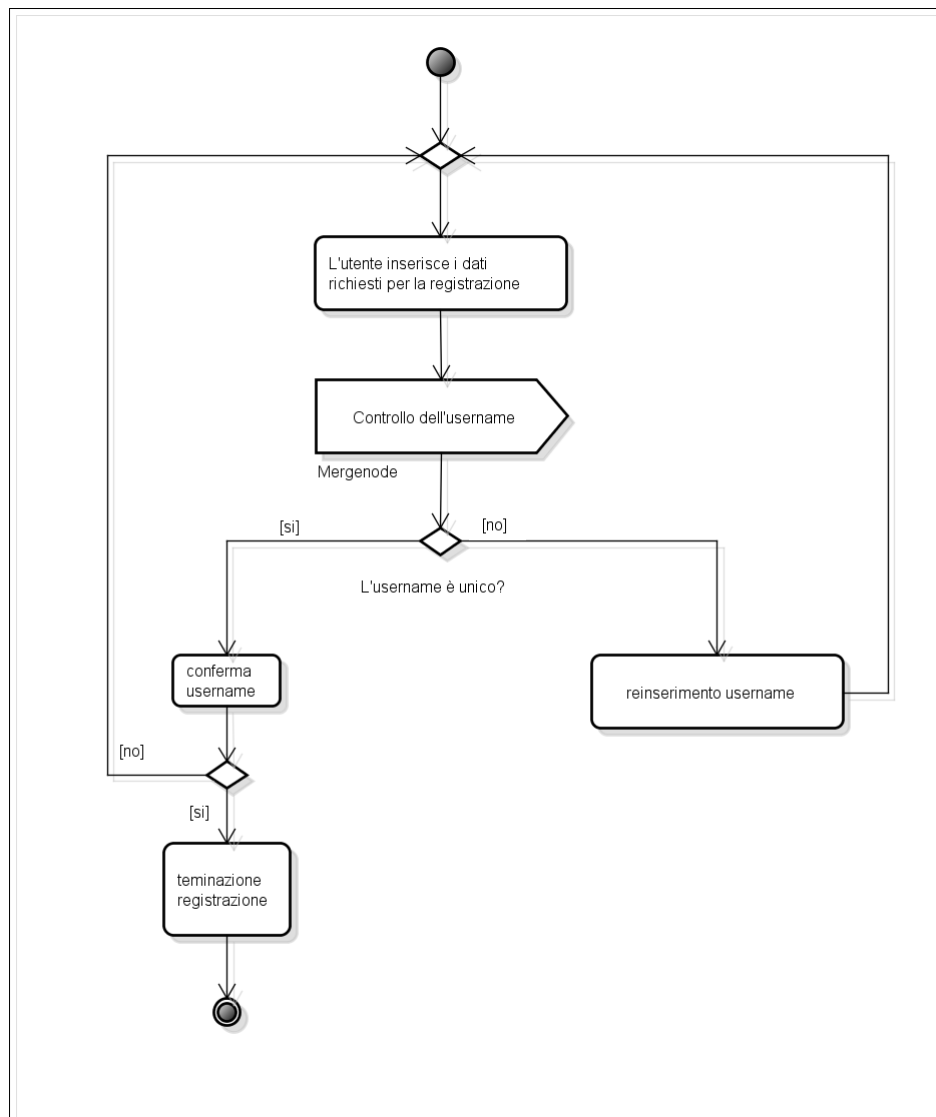 L'utente inserisce i dati
richiesti per la registrazione
Controllo dell'username
Mergenode
[si]
[no]
L'username è unico?
conferma
username
reinserimento username
[no]
[si]
teminazione
registrazione